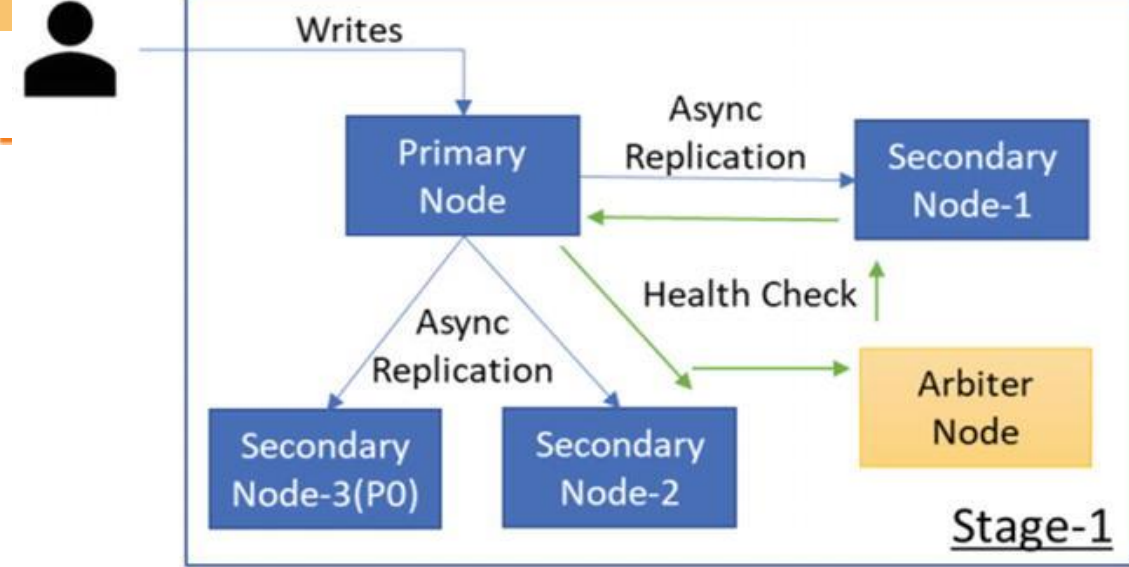 Writes
Primary
Node
Async
Replication
Secondary
Node-1
Health Check
Async
Replication
Secondary
Node-3(P0)
Secondary
Node-2
Arbiter
Node
Stage-1